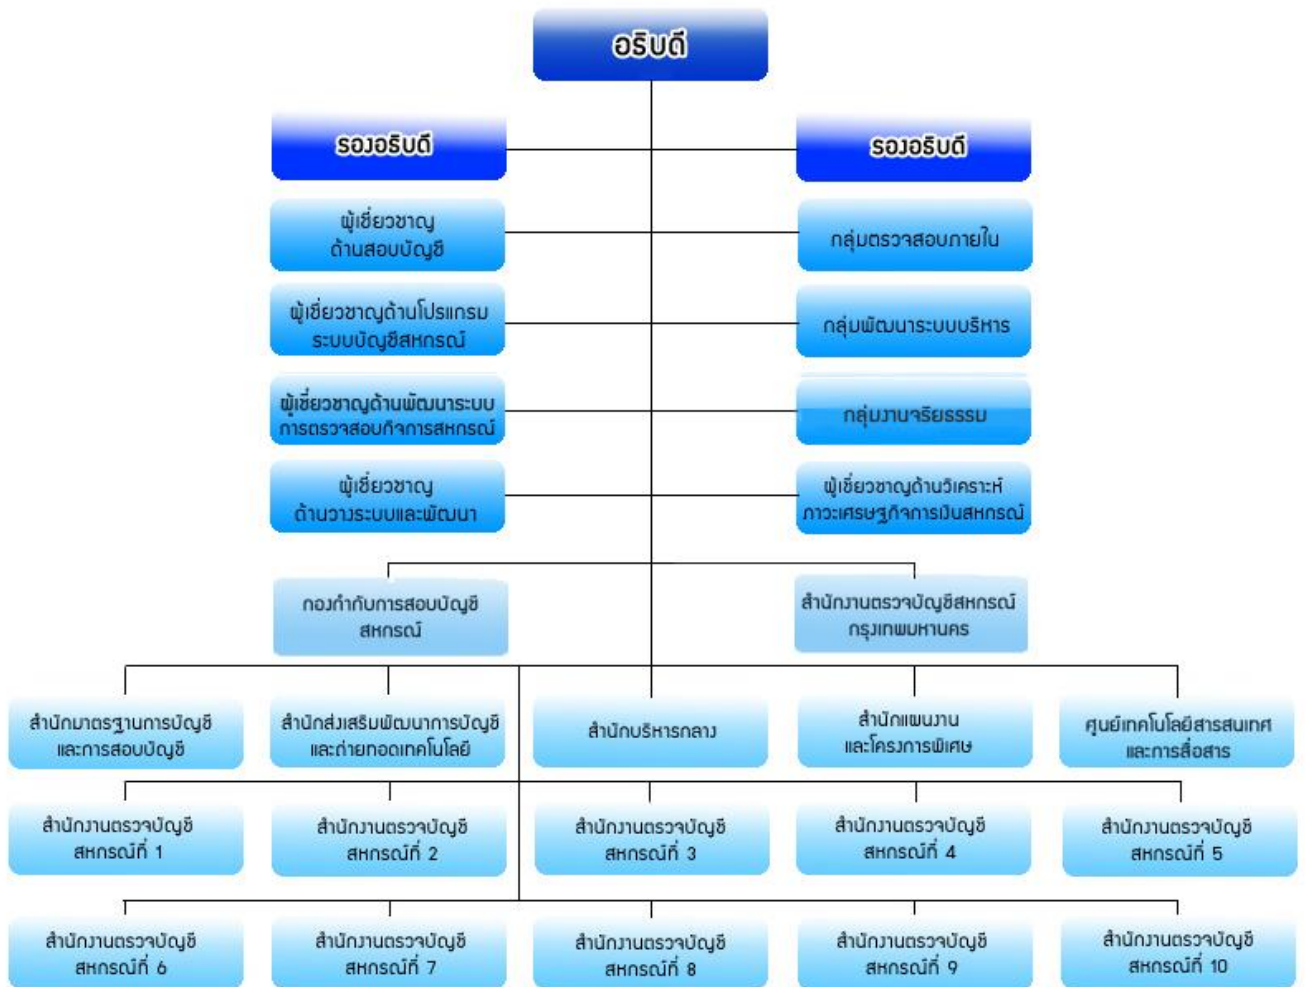 อธิบดี
รองอธิบดี
รองอธิบดี
ผู้เชี่ยวชาญ
ด้านสอบบัญชี
กลุ่มตรวจสอบภายใน
ผู้เชี่ยวชาญด้านโปรแกรม
ระบบบัญชีสหกรณ์
กลุ่มพัฒนาระบบบริหาร
ผู้เชี่ยวชาญด้านพัฒนาระบบ
การตรวจสอบกิจการสหกรณ์
กลุ่มงานจริยธรรม
ผู้เชี่ยวชาญ
ด้านวางระบบและพัฒนา
ผู้เชี่ยวชาญด้านวิเคราะห์
ภาวะเศรษฐกิจการเงินสหกรณ์
กองกำกับการสอบบัญชี
สหกรณ์
สำนักงานตรวจบัญชีสหกรณ์
กรุงเทพมหานคร
สำนักมาตรฐานการบัญชี
และการสอบบัญชี
สำนักส่งเสริมพัฒนาการบัญชี
และถ่ายทอดเทคโนโลยี
สำนักบริหารกลาง
สำนักแผนงาน
และโครงการพิเศษ
ศูนย์เทคโนโลยีสารสนเทศ
และการสื่อสาร
สำนักงานตรวจบัญชี
สหกรณ์ที่ 1
สำนักงานตรวจบัญชี
สหกรณ์ที่ 2
สำนักงานตรวจบัญชี
สหกรณ์ที่ 3
สำนักงานตรวจบัญชี
สหกรณ์ที่ 4
สำนักงานตรวจบัญชี
สหกรณ์ที่ 5
สำนักงานตรวจบัญชี
สหกรณ์ที่ 6
สำนักงานตรวจบัญชี
สหกรณ์ที่ 7
สำนักงานตรวจบัญชี
สหกรณ์ที่ 8
สำนักงานตรวจบัญชี
สหกรณ์ที่ 9
สำนักงานตรวจบัญชี
สหกรณ์ที่ 10